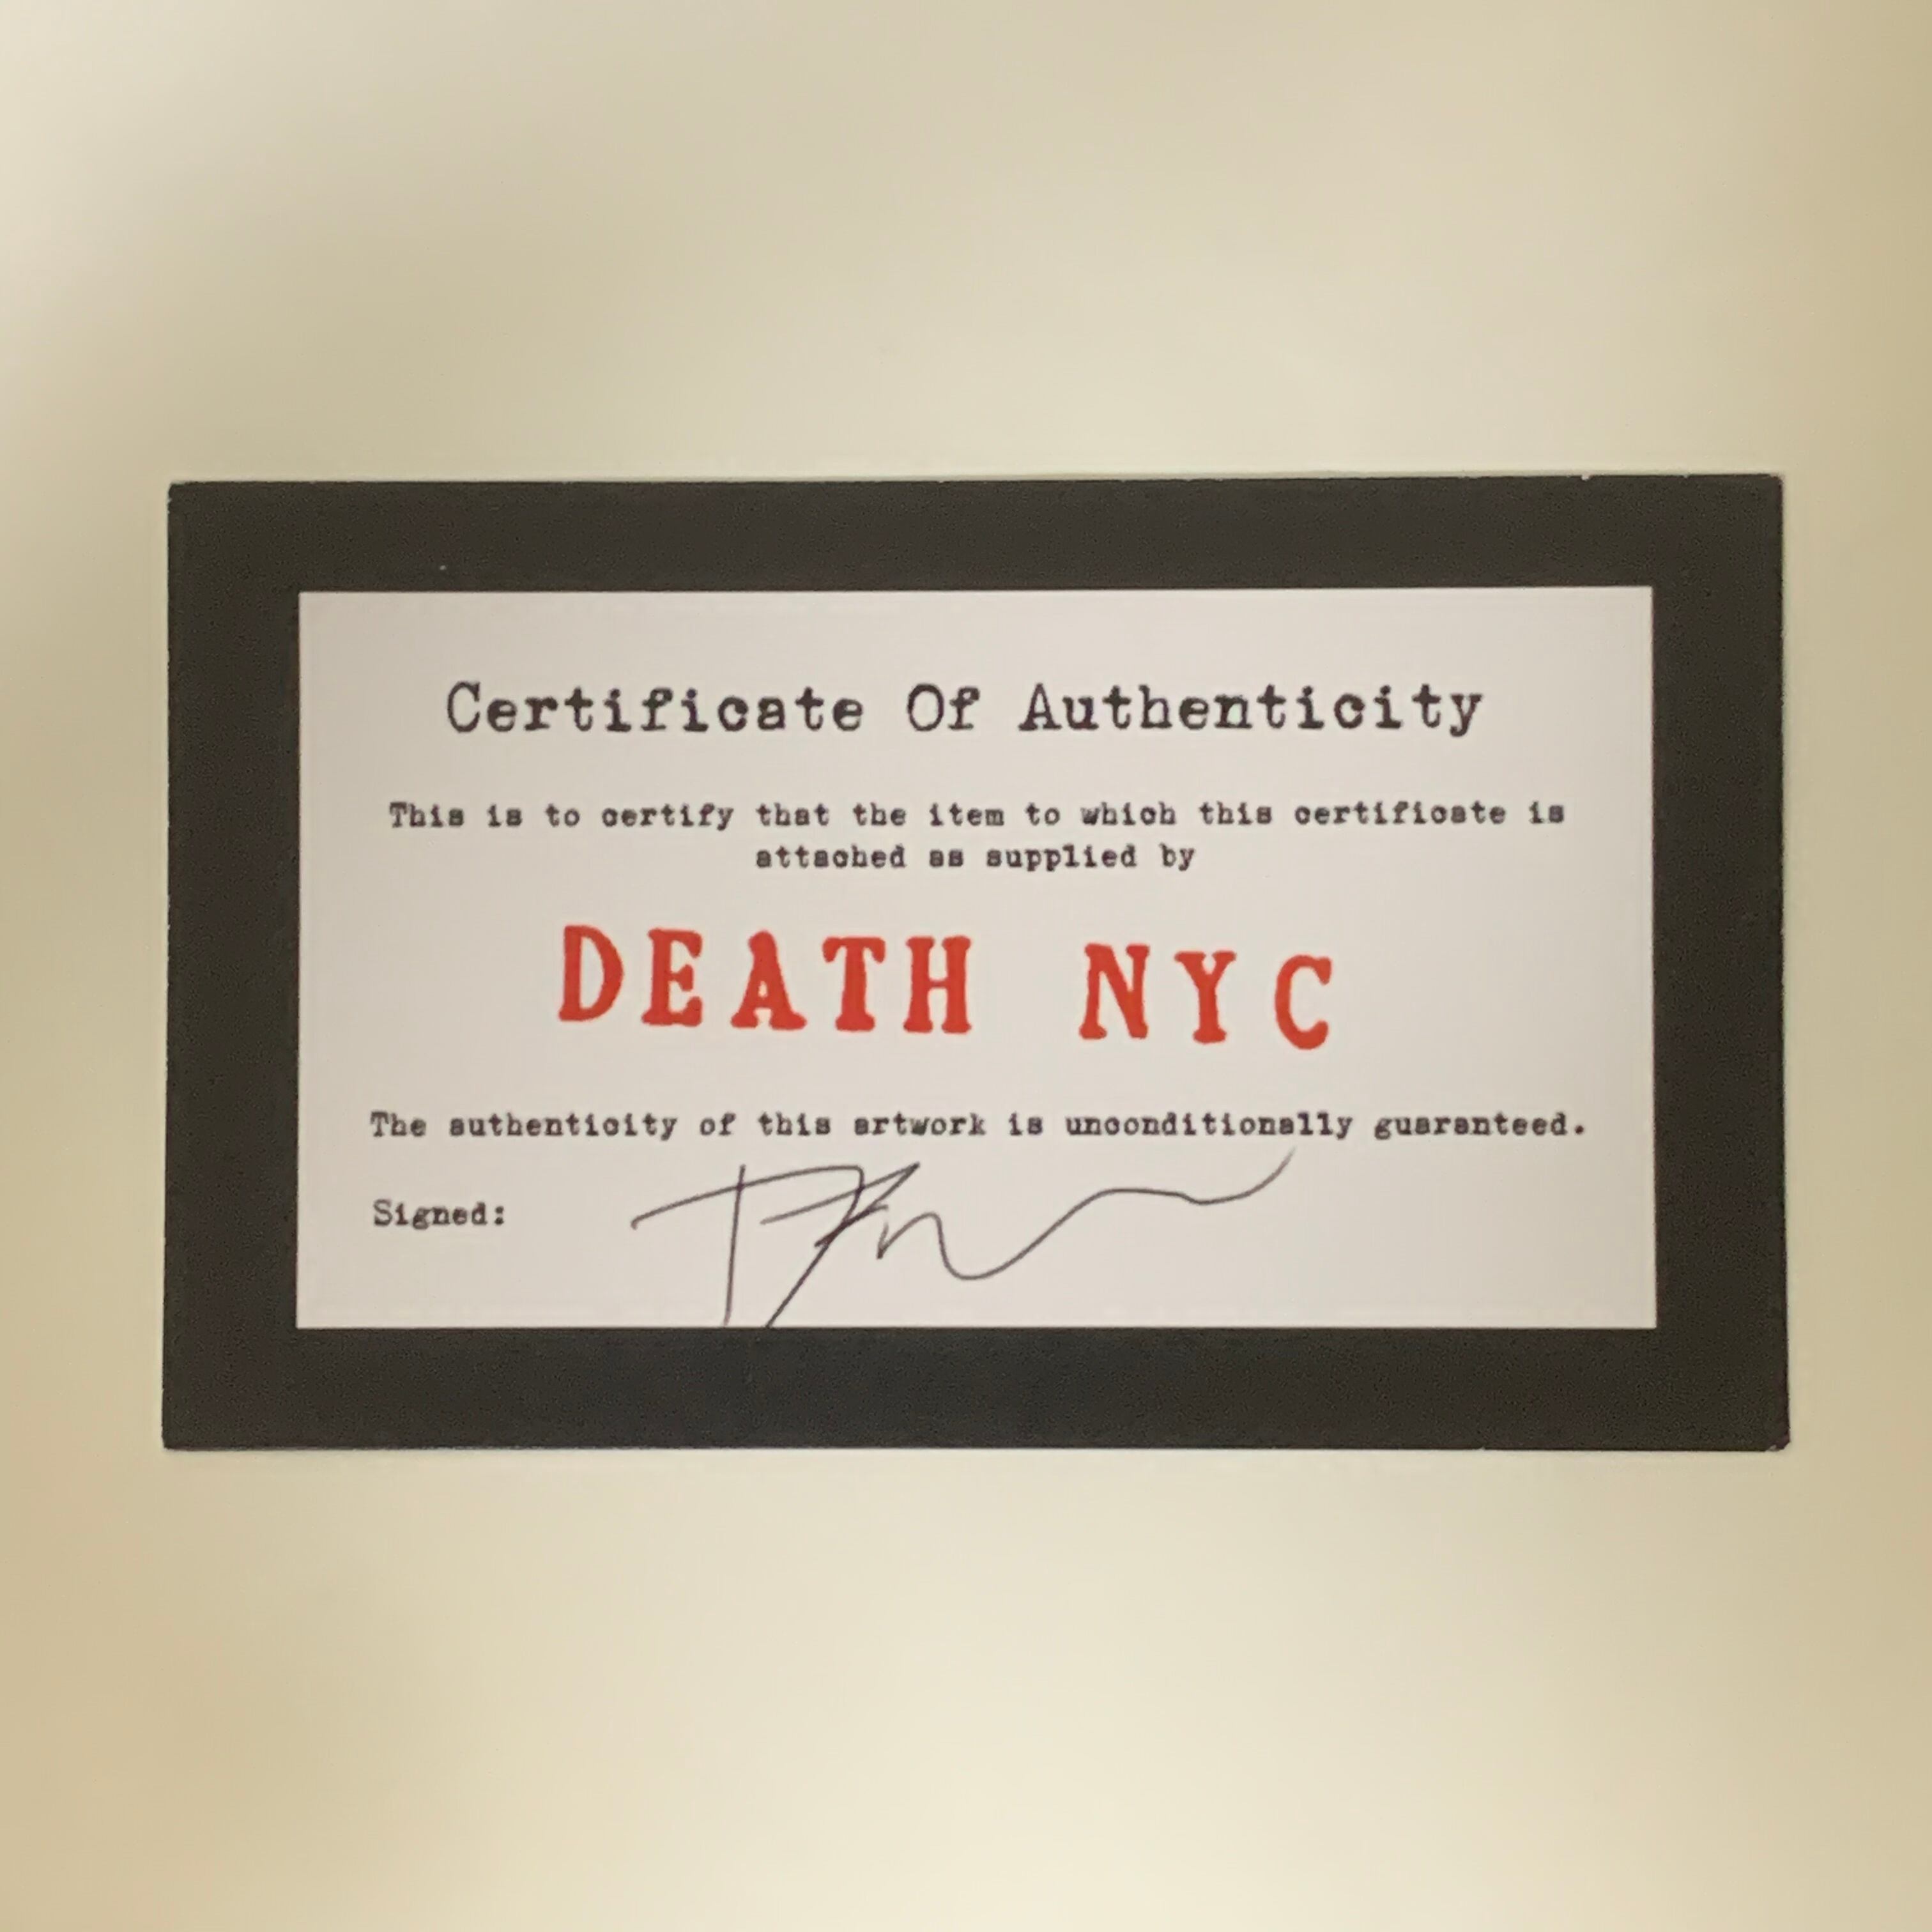 Certificate Of Authenticity
This is to certify that the item to which this certificate is
attached as supplied by
DEATH NYC
The authenticity of this artwork is unconditionally guaranteed.
Signed: